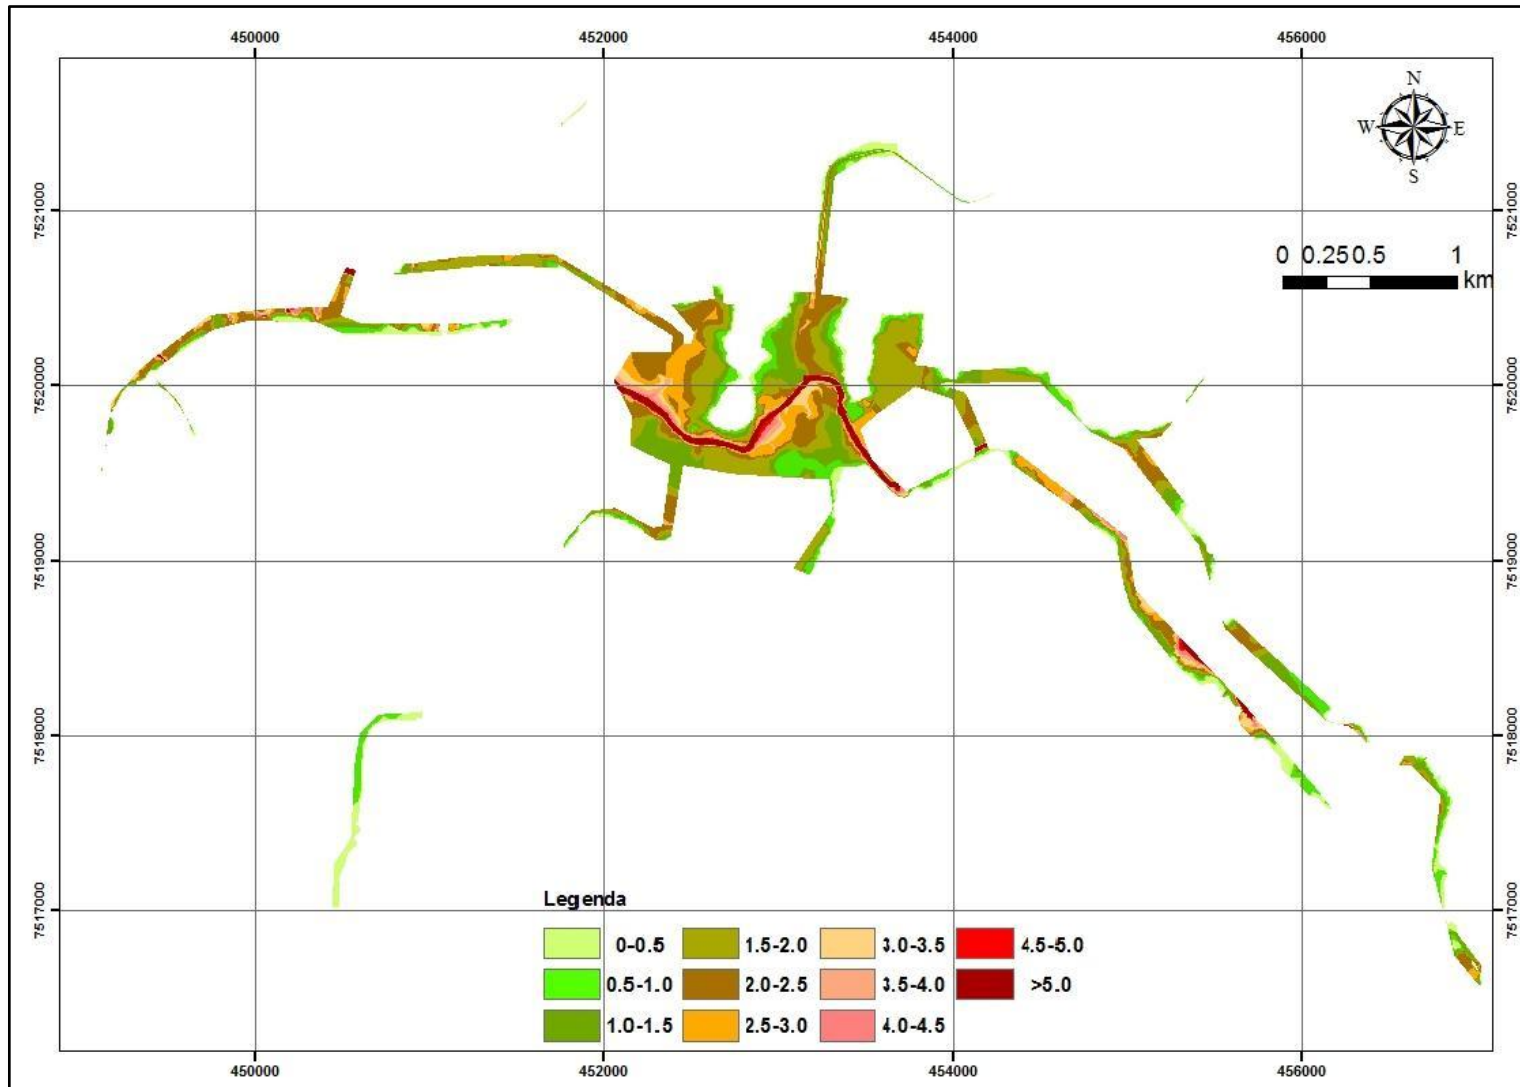 450000 452000 454000 456000
N
W E
S
7521000 7521000
0 0.25 0.5 1
km
7520000 7520000
7519000 7519000
7518000 7518000
7517000 7517000
Legenda
0-0.5 1.5-2.0 3.0-3.5 4.5-5.0
0.5-1.0 2.0-2.5 3.5-4.0 >5.0
1.0-1.5 2.5-3.0 4.0-4.5
450000 452000 454000 456000